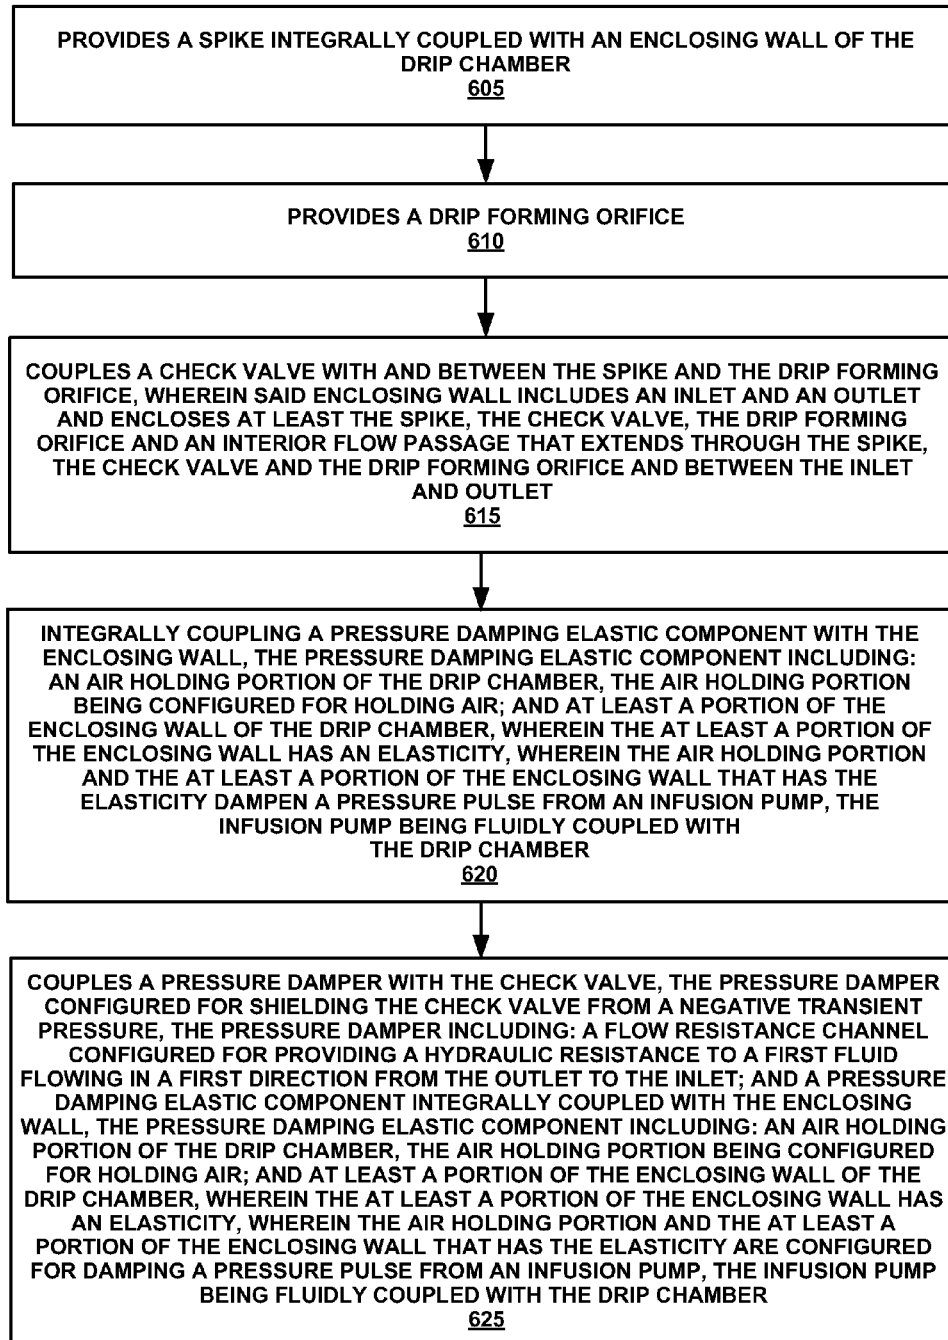 PROVIDES A SPIKE INTEGRALLY COUPLED WITH AN ENCLOSING WALL OF THE
DRIP CHAMBER
605
PROVIDES A DRIP FORMING ORIFICE
610
COUPLES A CHECK VALVE WITH AND BETWEEN THE SPIKE AND THE DRIP FORMING
ORIFICE, WHEREIN SAID ENCLOSING WALL INCLUDES AN INLET AND AN OUTLET
AND ENCLOSES AT LEAST THE SPIKE, THE CHECK VALVE, THE DRIP FORMING
ORIFICE AND AN INTERIOR FLOW PASSAGE THAT EXTENDS THROUGH THE SPIKE,
THE CHECK VALVE AND THE DRIP FORMING ORIFICE AND BETWEEN THE INLET
AND OUTLET
615
INTEGRALLY COUPLING A PRESSURE DAMPING ELASTIC COMPONENT WITH THE
ENCLOSING WALL, THE PRESSURE DAMPING ELASTIC COMPONENT INCLUDING:
AN AIR HOLDING PORTION OF THE DRIP CHAMBER, THE AIR HOLDING PORTION
BEING CONFIGURED FOR HOLDING AIR; AND AT LEAST A PORTION OF THE
ENCLOSING WALL OF THE DRIP CHAMBER, WHEREIN THE AT LEAST A PORTION OF
THE ENCLOSING WALL HAS AN ELASTICITY, WHEREIN THE AIR HOLDING PORTION
AND THE AT LEAST A PORTION OF THE ENCLOSING WALL THAT HAS THE
ELASTICITY DAMPEN A PRESSURE PULSE FROM AN INFUSION PUMP, THE
INFUSION PUMP BEING FLUIDLY COUPLED WITH
THE DRIP CHAMBER
620
COUPLES A PRESSURE DAMPER WITH THE CHECK VALVE, THE PRESSURE DAMPER
CONFIGURED FOR SHIELDING THE CHECK VALVE FROM A NEGATIVE TRANSIENT
PRESSURE, THE PRESSURE DAMPER INCLUDING: A FLOW RESISTANCE CHANNEL
CONFIGURED FOR PROVIDING A HYDRAULIC RESISTANCE TO A FIRST FLUID
FLOWING IN A FIRST DIRECTION FROM THE OUTLET TO THE INLET; AND A PRESSURE
DAMPING ELASTIC COMPONENT INTEGRALLY COUPLED WITH THE ENCLOSING
WALL, THE PRESSURE DAMPING ELASTIC COMPONENT INCLUDING: AN AIR HOLDING
PORTION OF THE DRIP CHAMBER, THE AIR HOLDING PORTION BEING CONFIGURED
FOR HOLDING AIR; AND AT LEAST A PORTION OF THE ENCLOSING WALL OF THE
DRIP CHAMBER, WHEREIN THE AT LEAST A PORTION OF THE ENCLOSING WALL HAS
AN ELASTICITY, WHEREIN THE AIR HOLDING PORTION AND THE AT LEAST A
PORTION OF THE ENCLOSING WALL THAT HAS THE ELASTICITY ARE CONFIGURED
FOR DAMPING A PRESSURE PULSE FROM AN INFUSION PUMP, THE INFUSION PUMP
BEING FLUIDLY COUPLED WITH THE DRIP CHAMBER
625